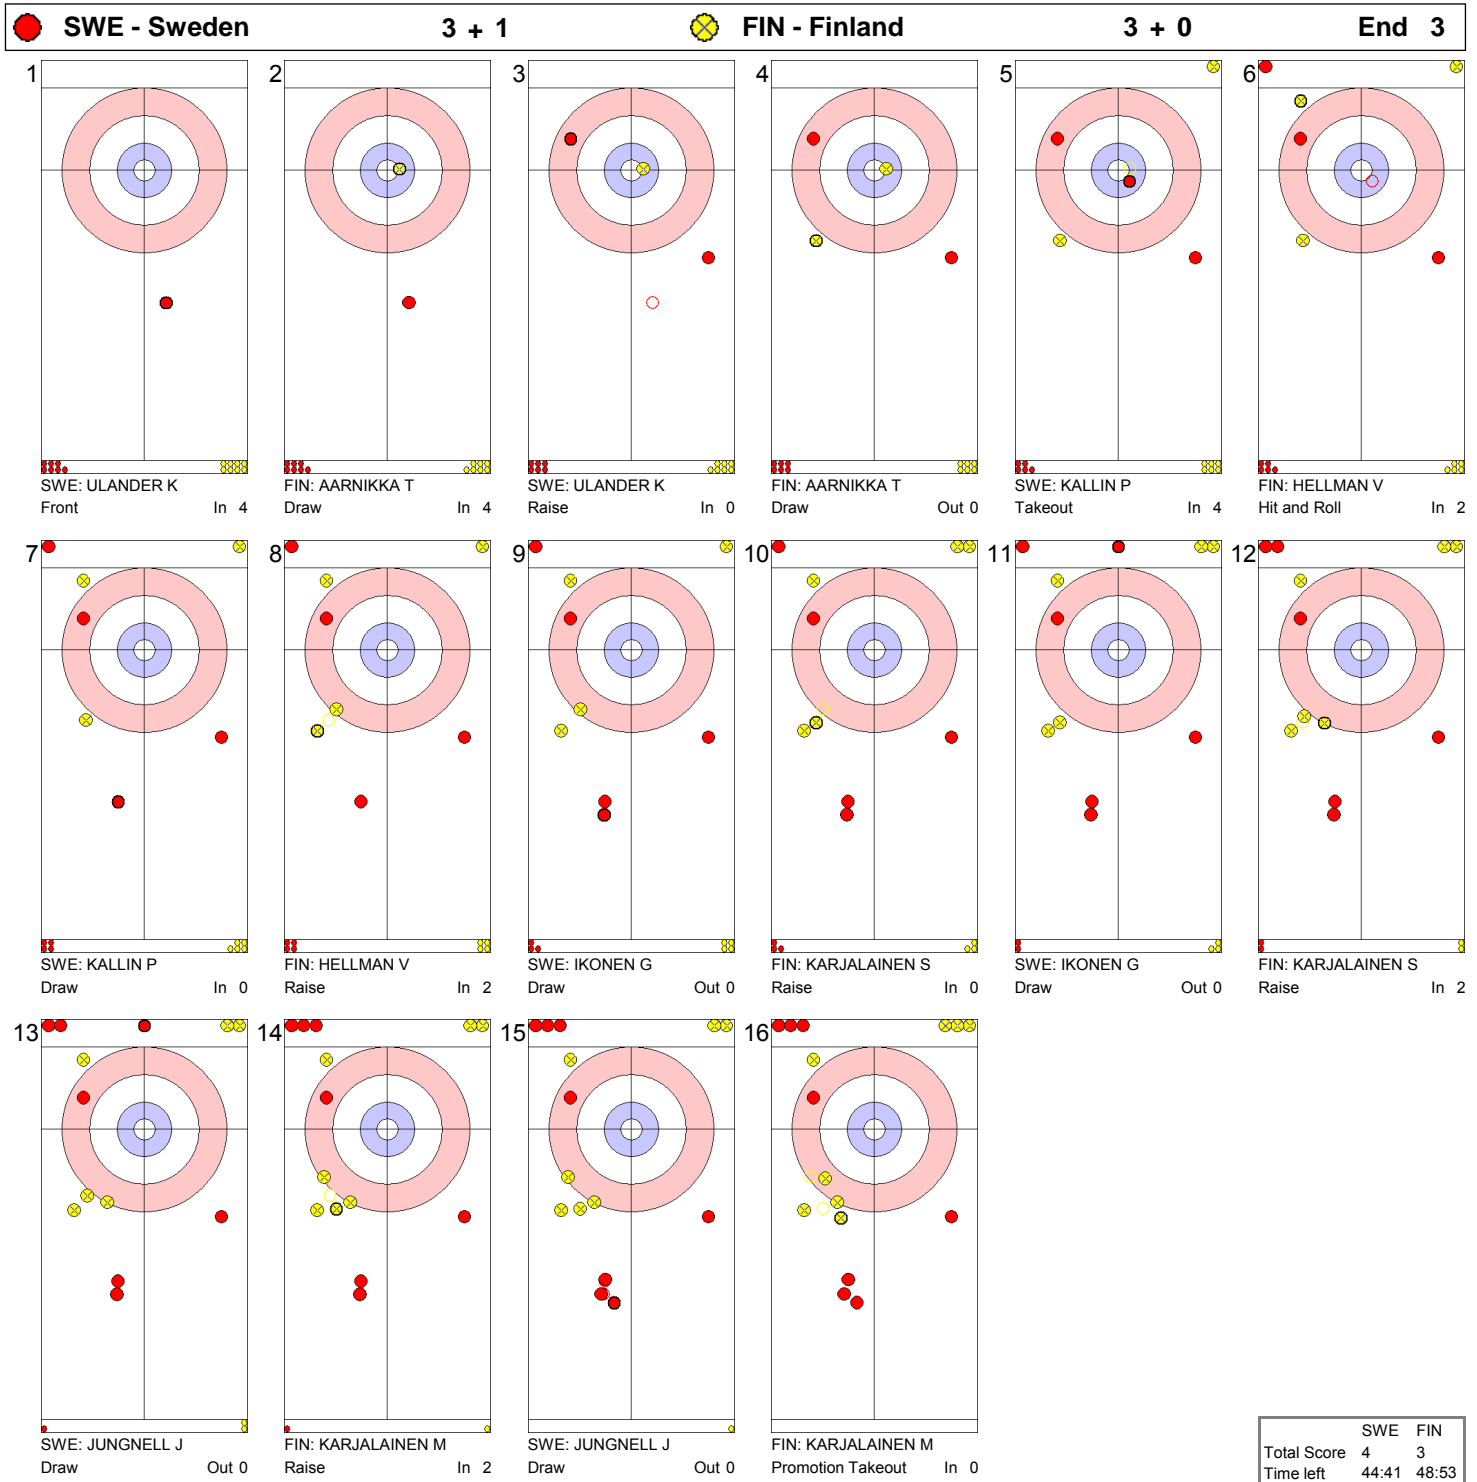 SWE - Sweden 3 + 1 FIN - Finland 3 + 0 End 3
1 2 3 4 5 6
SWE: ULANDER K FIN: AARNIKKA T SWE: ULANDER K FIN: AARNIKKA T SWE: KALLIN P FIN: HELLMAN V
Front In 4 Draw In 4 Raise In 0 Draw Out 0 Takeout In 4 Hit and Roll In 2
7 8 9 10 11 12
SWE: KALLIN P FIN: HELLMAN V SWE: IKONEN G FIN: KARJALAINEN S SWE: IKONEN G FIN: KARJALAINEN S
Draw In 0 Raise In 2 Draw Out 0 Raise In 0 Draw Out 0 Raise In 2
13 14 15 16
SWE: JUNGNELL J FIN: KARJALAINEN M SWE: JUNGNELL J FIN: KARJALAINEN M
Draw Out 0 Raise In 2 Draw Out 0 Promotion Takeout In 0
SWE FIN
Total Score 4 3
Time left 44:41 48:53